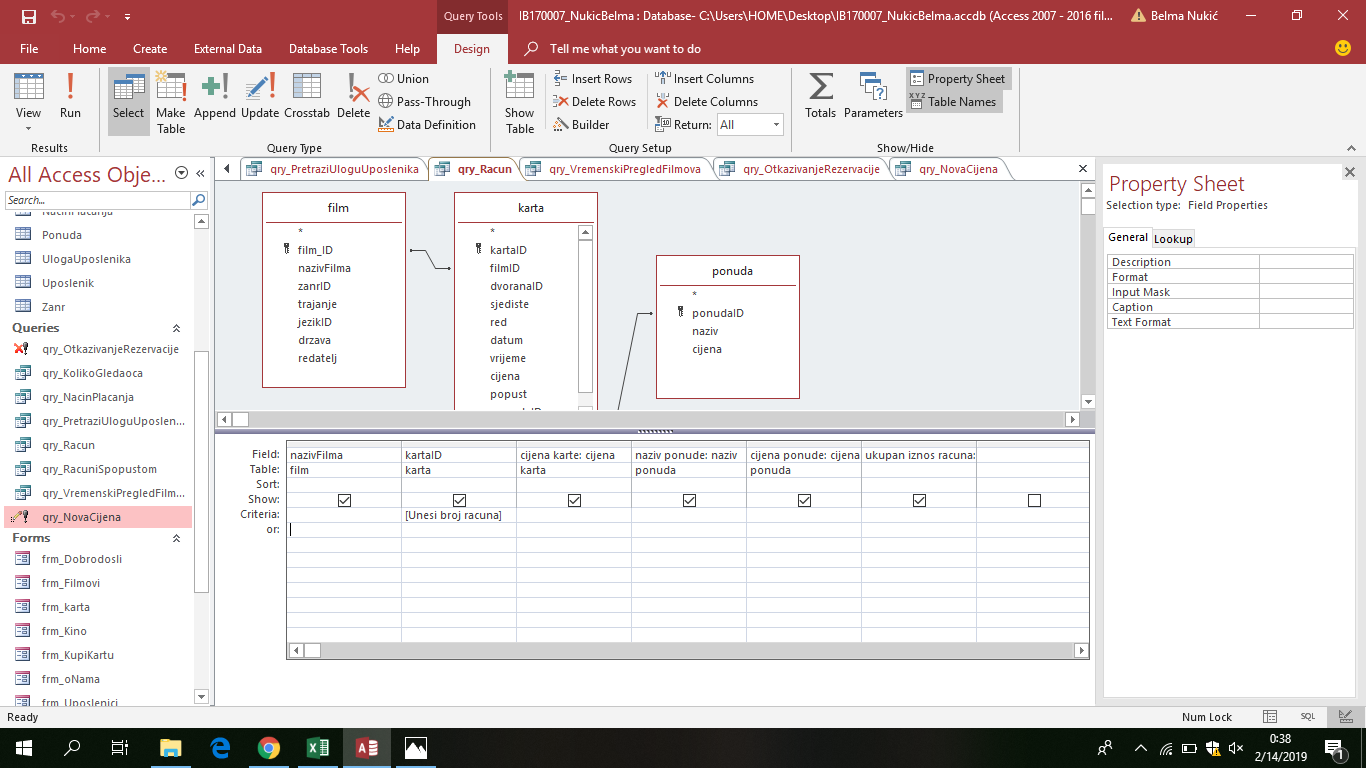 Query Tools
IB170007_NukicBelma : Database- C:\Users\HOME\Desktop\IB170007_NukicBelma.accdb (Access 2007 - 2016 fil...
Belma Nukić
File Home Create External Data Database Tools Help Design Tell me what you want to do
View Run
Results
Select Make Table Append Update Crosstab Delete
Union
Pass-Through
Data Definition
Query Type
Show Table
Insert Rows
Delete Rows
Builder
Insert Columns
Delete Columns
Return: All
Query Setup
Totals Parameters
Property Sheet
XYZ Table Names
Show/Hide
All Access Obje...
Search...
NacinPlacanja
Ponuda
UlogaUposlenika
Uposlenik
Zanr
Queries
qry_OtkazivanjeRezervacije
qry_KolikoGledaoca
qry_NacinPlacanja
qry_PretraziUloguUposlen...
qry_Racun
qry_RacuniSpopustom
qry_VremenskiPregledFilm...
qry_NovaCijena
Forms
frm_Dobrodosli
frm_Filmovi
frm_karta
frm_Kino
frm_KupiKartu
frm_oNama
frm_Uposlenici
qry_PretraziUloguUposlenika qry_Racun qry_VremenskiPregledFilmova qry_OtkazivanjeRezervacije qry_NovaCijena
film
*
film_ID
nazivFilma
zanrID
trajanje
jezikID
drzava
redatelj
karta
*
kartaID
filmID
dvoranaID
sjediste
red
datum
vrijeme
cijena
popust
ponuda
*
ponudaID
naziv
cijena
Field: nazivFilma kartaID cijena karte: cijena naziv ponude: naziv cijena ponude: cijena ukupan iznos racuna:
Table: film karta karta ponuda ponuda
Sort:
Show:
Criteria: [Unesi broj racuna]
or:
Property Sheet
Selection type: Field Properties
General Lookup
Description
Format
Input Mask
Caption
Text Format
Ready
Num Lock
SQL
0:38
2/14/2019
1